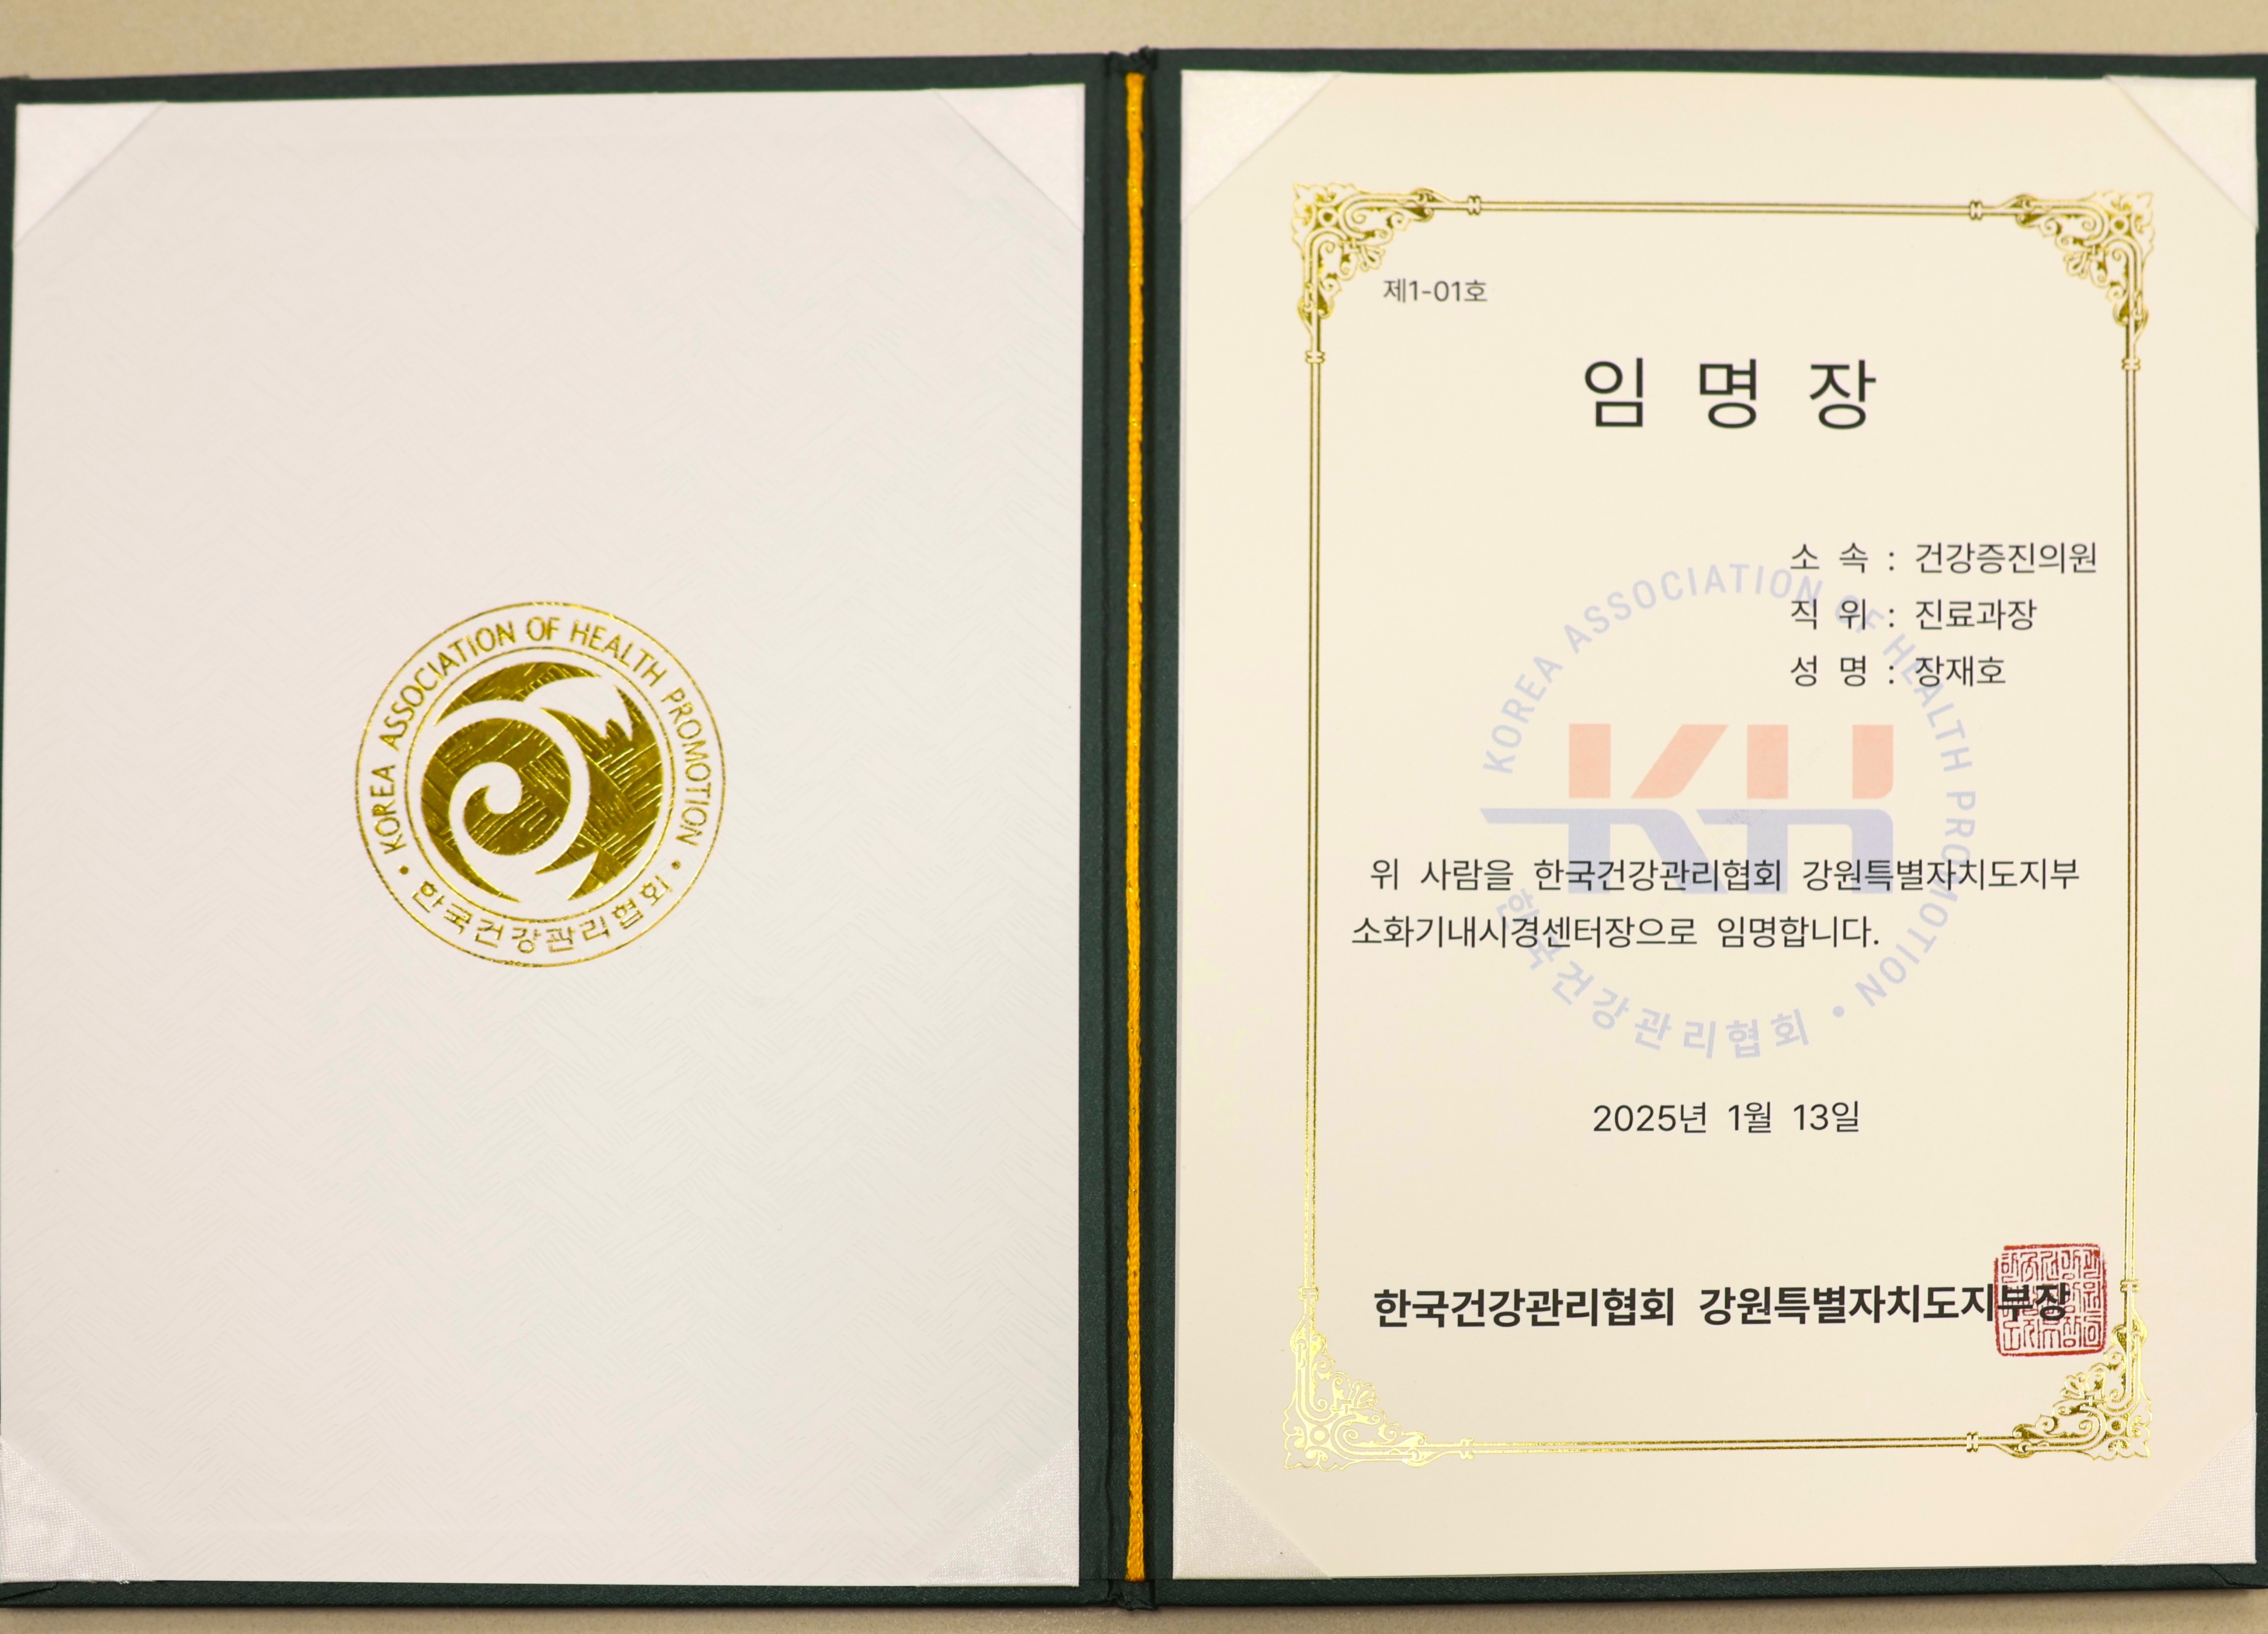 KOREA ASSOCIATION OF HEALTH PROMOTION
한국건강관리협회
제1-01호
임 명 장
소 속 : 건강증진의원
직 위 : 진료과장
성 명 : 장재호
KOREA ASSOCIATION OF HEALTH PROMOTION
KH
한국건강관리협회
위 사람을 한국건강관리협회 강원특별자치도지부
소화기내시경센터장으로 임명합니다.
2025년 1월 13일
한국건강관리협회 강원특별자치도지부장